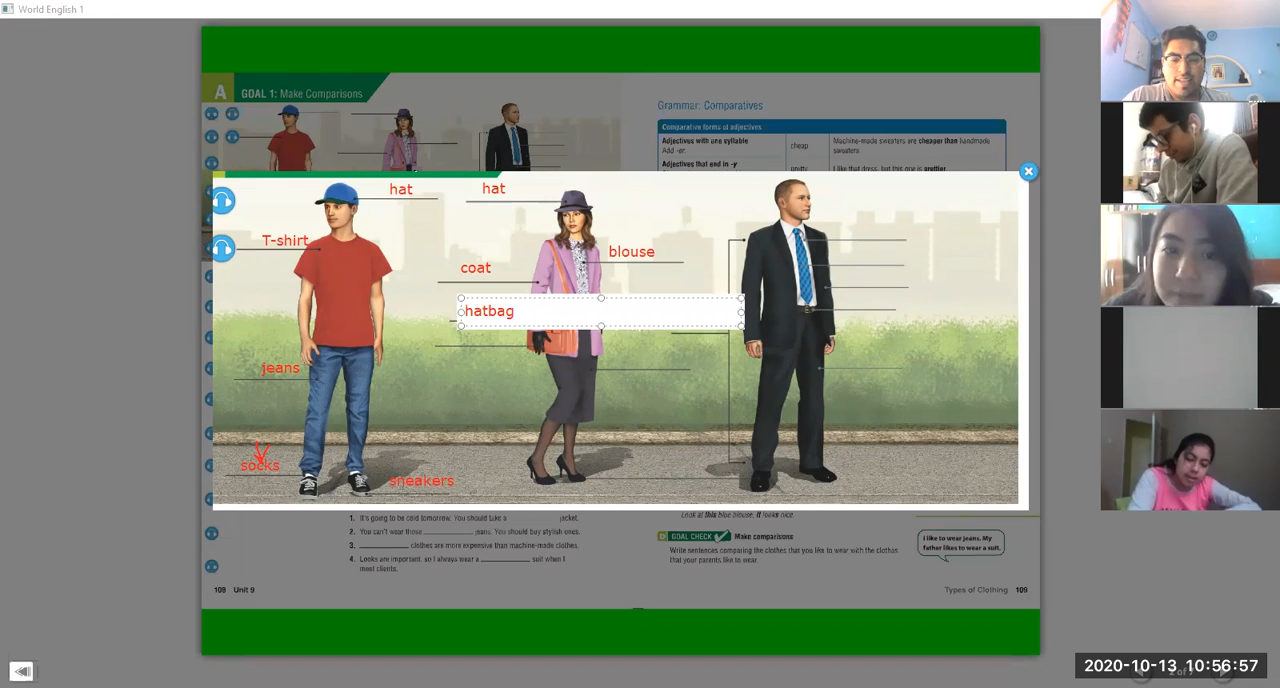 World English 1
A GOAL 1: Make Comparisons
Grammar: Comparatives
Comparative forms of adjectives
Adjectives with one syllable
Add -er.
cheap
Machine-made sweaters are cheaper than handmade
sweaters.
Adjectives that end in -y
pretty
I like that dress, but this one is prettier
hat
hat
T-shirt
blouse
coat
hatbag
jeans
socks
sneakers
1. It's going to be cold tomorrow. You should take a jacket.
2. You can't wear those jeans. You should buy stylish ones.
3. clothes are more expensive than machine-made clothes.
4. Looks are important, so I always wear a suit when I
meet clients.
Look at this blue blouse. It looks nice.
GOAL CHECK Make comparisons
Write sentences comparing the clothes that you like to wear with the clothes
that your parents like to wear.
I like to wear jeans. My
father likes to wear a suit.
108 Unit 9
Types of Clothing 109
2020-10-13 10:56:57